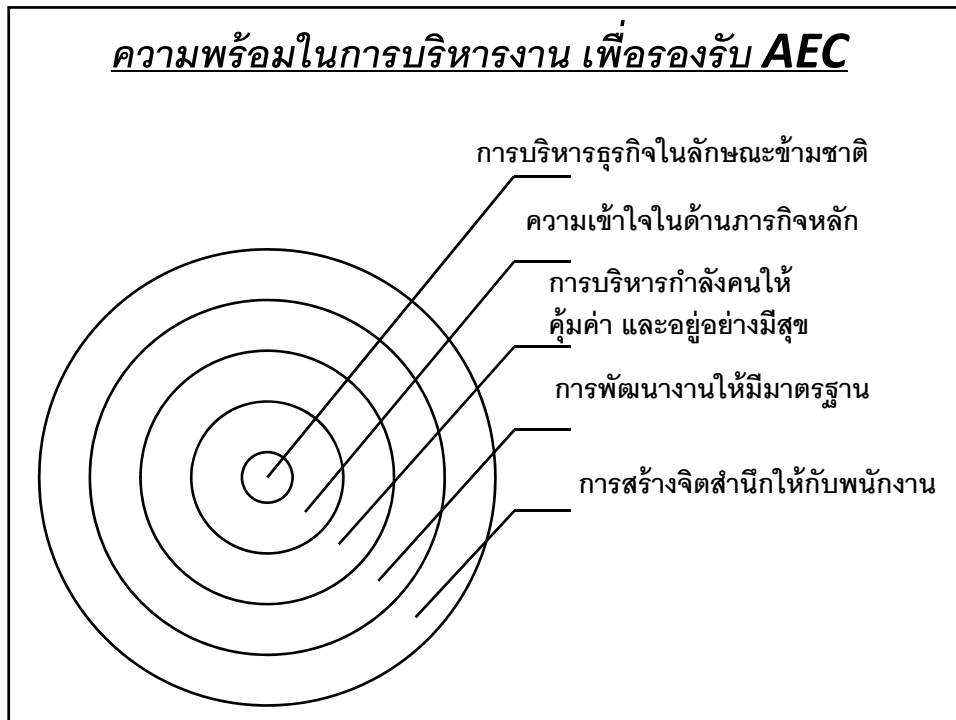 ความพร้อมในการบริหารงาน เพื่อรองรับ AEC
การบริหารธุรกิจในลักษณะข้ามชาติ
ความเข้าใจในด้านภารกิจหลัก
การบริหารกำลังคนให้
คุ้มค่า และอยู่อย่างมีสุข
การพัฒนางานให้มีมาตรฐาน
การสร้างจิตสำนึกให้กับพนักงาน